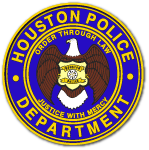 HOUSTON POLICE
ORDER THROUGH LAW
JUSTICE WITH MERCY
DEPARTMENT